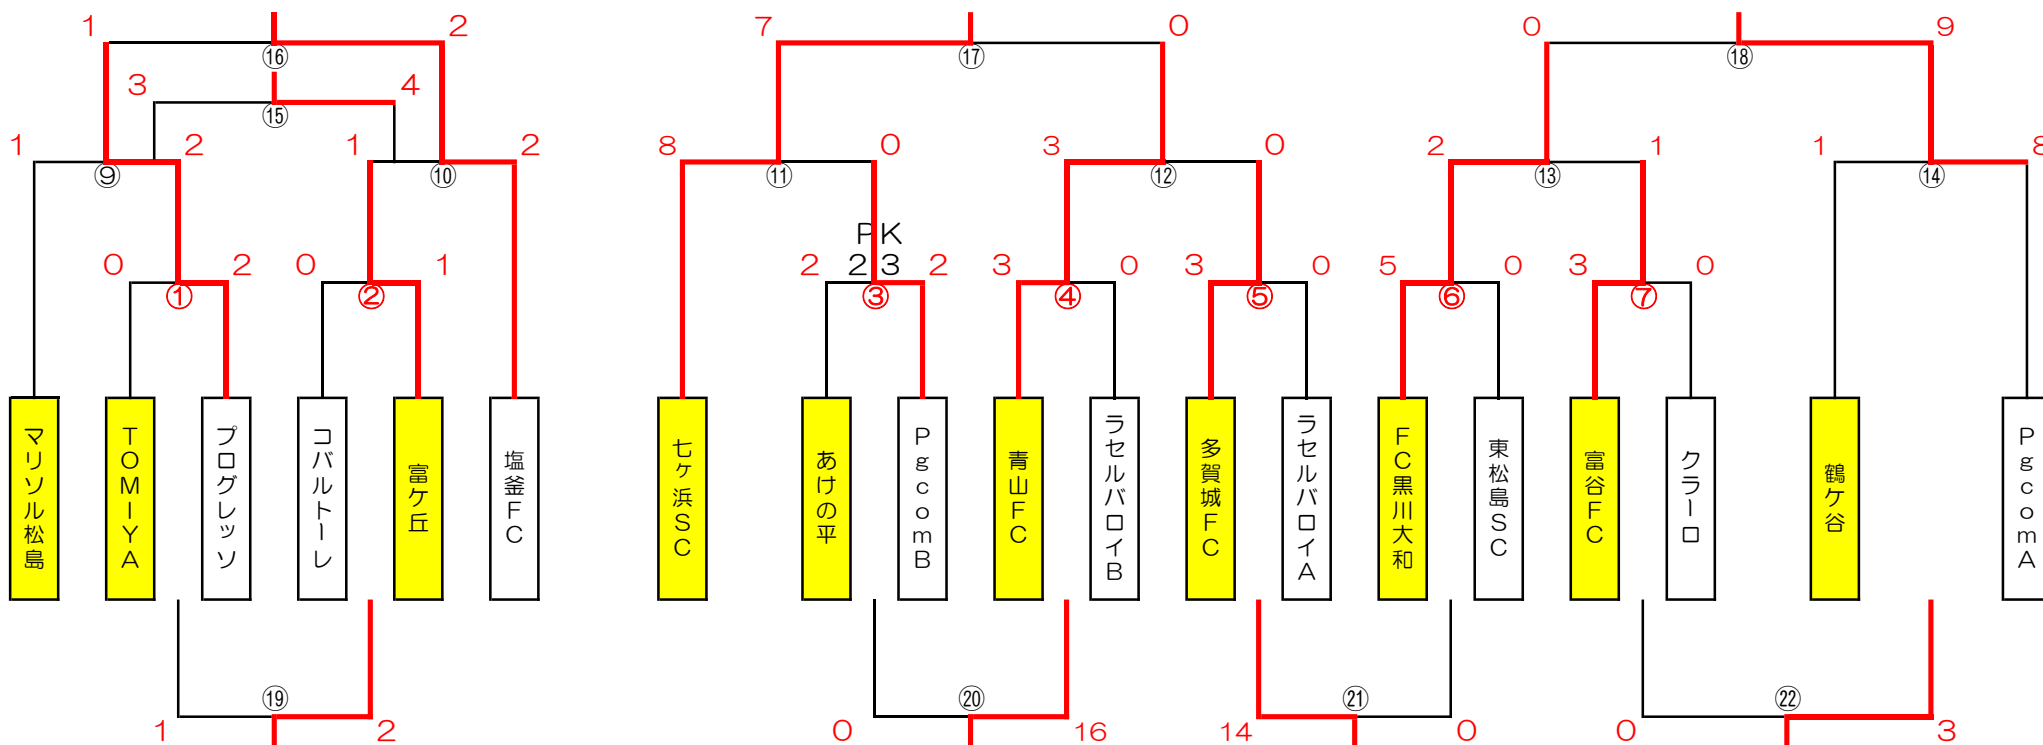 1 2 7 0 0 9
⑯ ⑰ ⑱
3 4
⑮
1 2 1 2 8 0 3 0 2 1 1 8
⑨ ⑩ ⑪ ⑫ ⑬ ⑭
PK
0 2 0 1 2 2 3 2 3 0 3 0 5 0 3 0
① ② ③ ④ ⑤ ⑥ ⑦
マリソル松島
TOMIYA
プログレッソ
コバルトーレ
富ケ丘
塩釜FC
七ヶ浜SC
あけの平
PgcomB
青山FC
ラセルバロイB
多賀城FC
ラセルバロイA
FC黒川大和
東松島SC
富谷FC
クラーロ
鶴ケ谷
PgcomA
⑲ ⑳ ㉑ ㉒
1 2 0 16 14 0 0 3